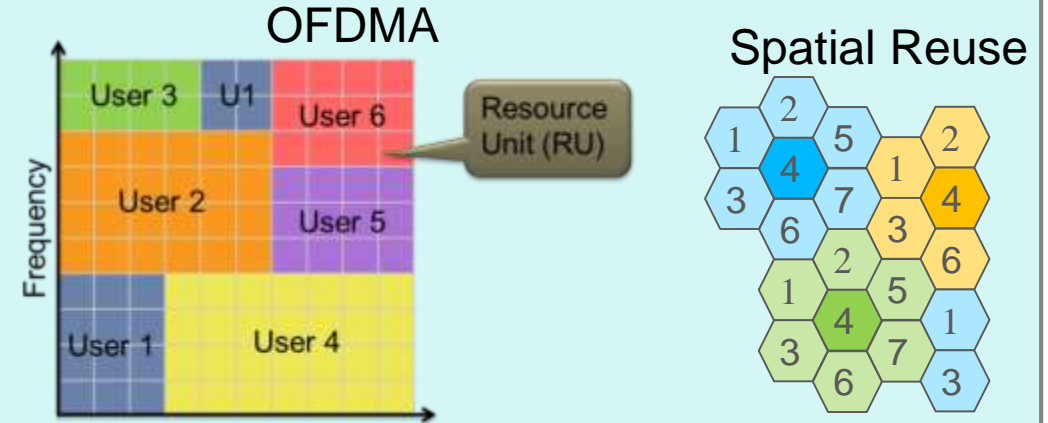 OFDMA
Frequency
User 3
U1
User 6
User 2
User 5
User 1
User 4
Resource
Unit (RU)
Spatial Reuse
2
1
5
2
4
1
3
7
4
6
3
2
6
1
5
4
1
3
7
6
3